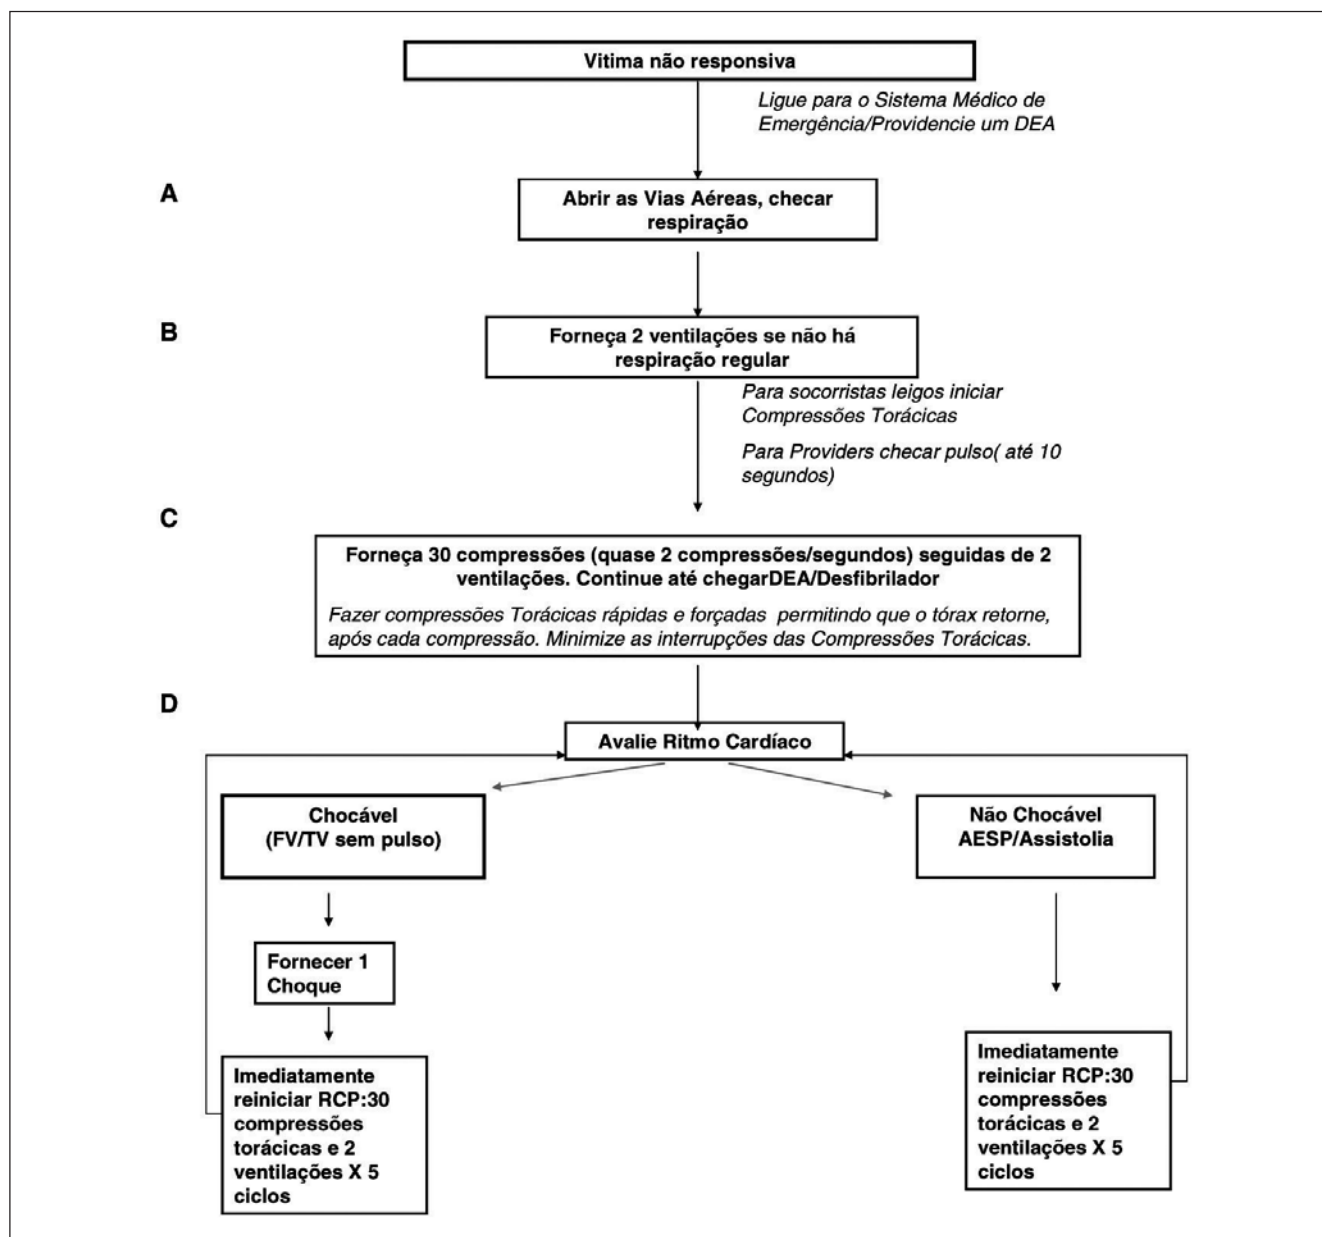 Vitima não responsiva
Ligue para o Sistema Médico de
Emergência/Providencie um DEA
A
Abrir as Vias Aéreas, checar
respiração
B
Forneça 2 ventilações se não há
respiração regular
Para socorristas leigos iniciar
Compressões Torácicas
Para Providers checar pulso( até 10
segundos)
C
Forneça 30 compressões (quase 2 compressões/segundos) seguidas de 2
ventilações. Continue até chegarDEA/Desfibrilador
Fazer compressões Torácicas rápidas e forçadas permitindo que o tórax retorne,
após cada compressão. Minimize as interrupções das Compressões Torácicas.
D
Avalie Ritmo Cardíaco
Chocável
(FV/TV sem pulso)
Não Chocável
AESP/Assistolia
Fornecer 1
Choque
Imediatamente
reiniciar RCP:30
compressões
torácicas e 2
ventilações X 5
ciclos
Imediatamente
reiniciar RCP:30
compressões
torácicas e 2
ventilações X 5
ciclos